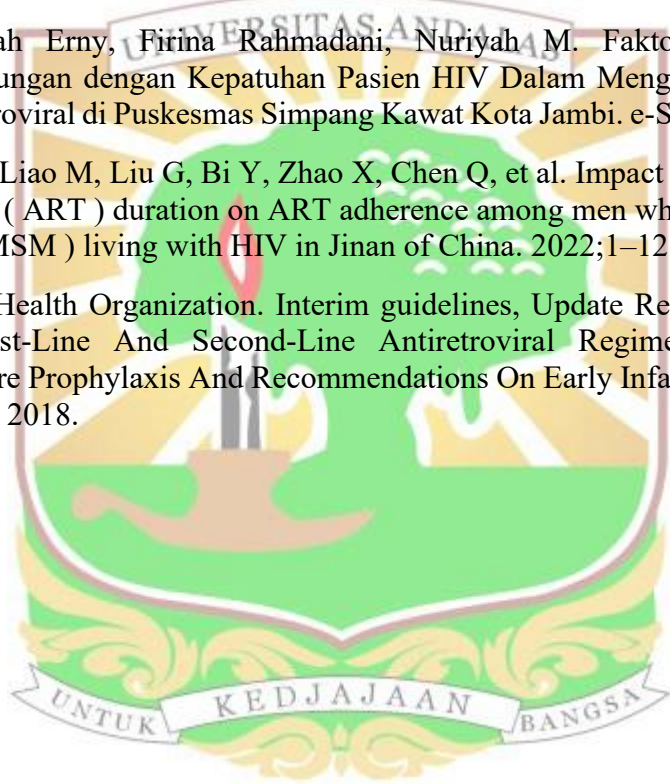 UNIVERSITAS ANDALAS
ah Erny, Firina Rahmadani, Nuriyah M. Fakto
ungan dengan Kepatuhan Pasien HIV Dalam Meng
roviral di Puskesmas Simpang Kawat Kota Jambi. e-S
Liao M, Liu G, Bi Y, Zhao X, Chen Q, et al. Impact
( ART ) duration on ART adherence among men wh
MSM ) living with HIV in Jinan of China. 2022;1–12
Health Organization. Interim guidelines, Update Re
st-Line And Second-Line Antiretroviral Regime
re Prophylaxis And Recommendations On Early Infa
2018.
UNTUK KEDJAJAAN BANGSA